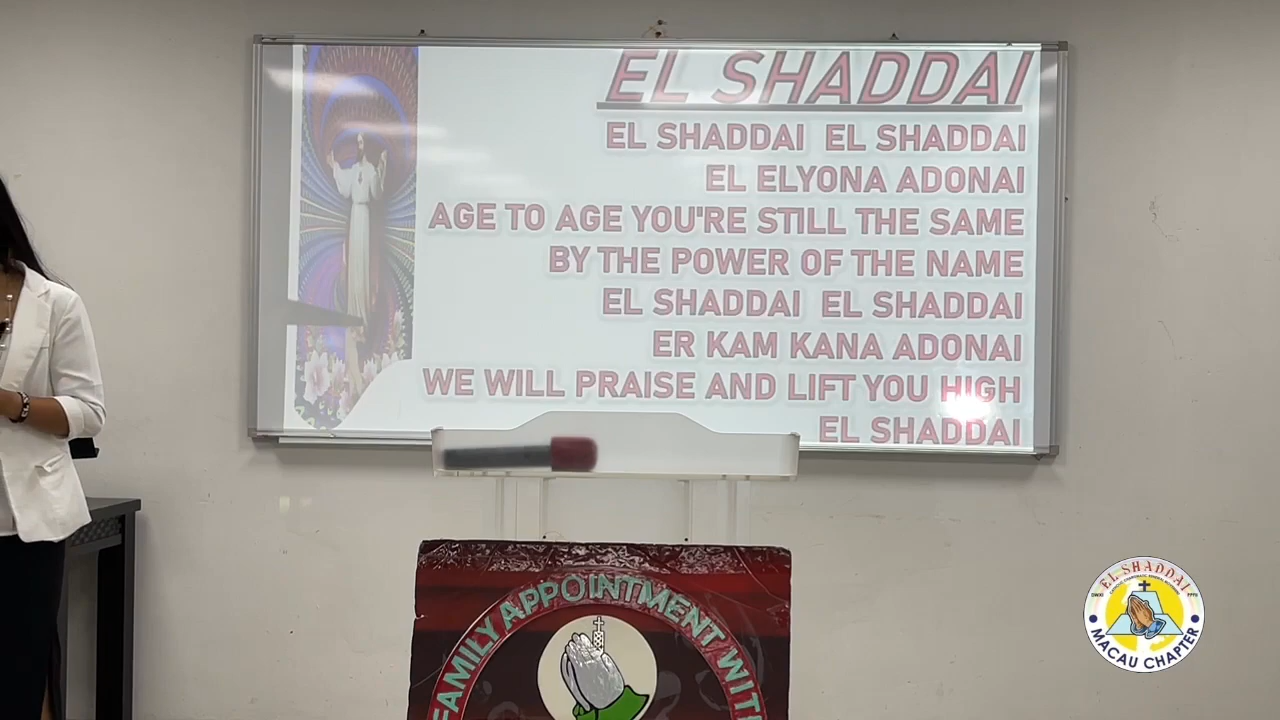 EL SHADDAI
EL SHADDAI EL SHADDAI
EL ELYONA ADONAI
AGE TO AGE YOU'RE STILL THE SAME
BY THE POWER OF THE NAME
EL SHADDAI EL SHADDAI
ER KAM KANA ADONAI
WE WILL PRAISE AND LIFT YOU HIGH
EL SHADDAI
FAMILY APPOINTMENT WITH
EL SHADDAI
MACAU CHAPTER